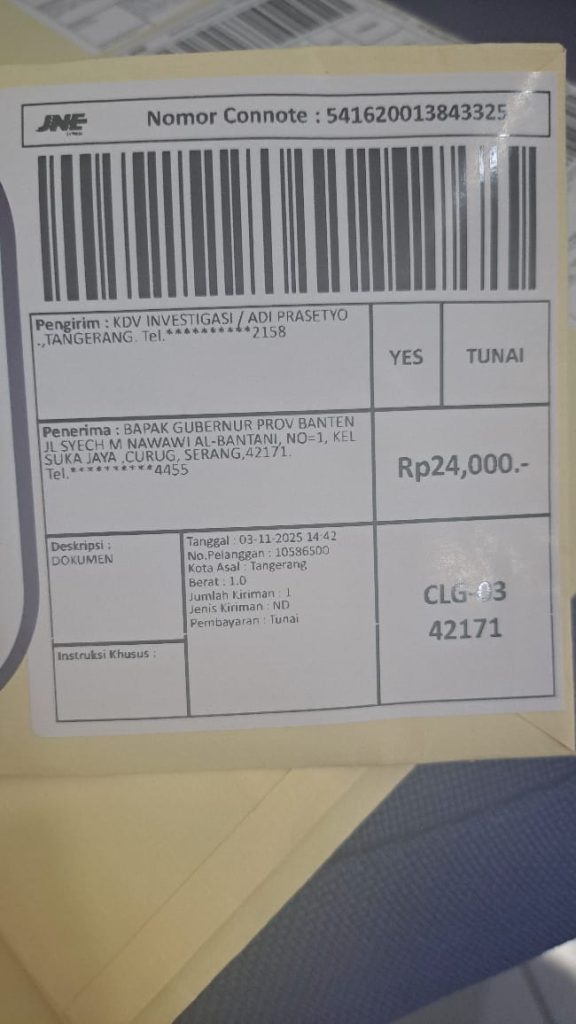 JNE
Nomor Connote : 541620013843325
Pengirim : KDV INVESTIGASI / ADI PRASETYO
.,TANGERANG. Tel.**********2158
YES
TUNAI
Penerima : BAPAK GUBERNUR PROV BANTEN
JL SYECH M NAWAWI AL-BANTANI, NO=1, KEL
SUKA JAYA ,CURUG, SERANG,42171.
Tel.**********4455
Rp24,000.-
Deskripsi :
DOKUMEN
Instruksi Khusus :
Tanggal : 03-11-2025 14:42
No.Pelanggan : 10586500
Kota Asal : Tangerang
Berat : 1.0
Jumlah Kiriman : 1
Jenis Kiriman : ND
Pembayaran : Tunai
CLG-03
42171